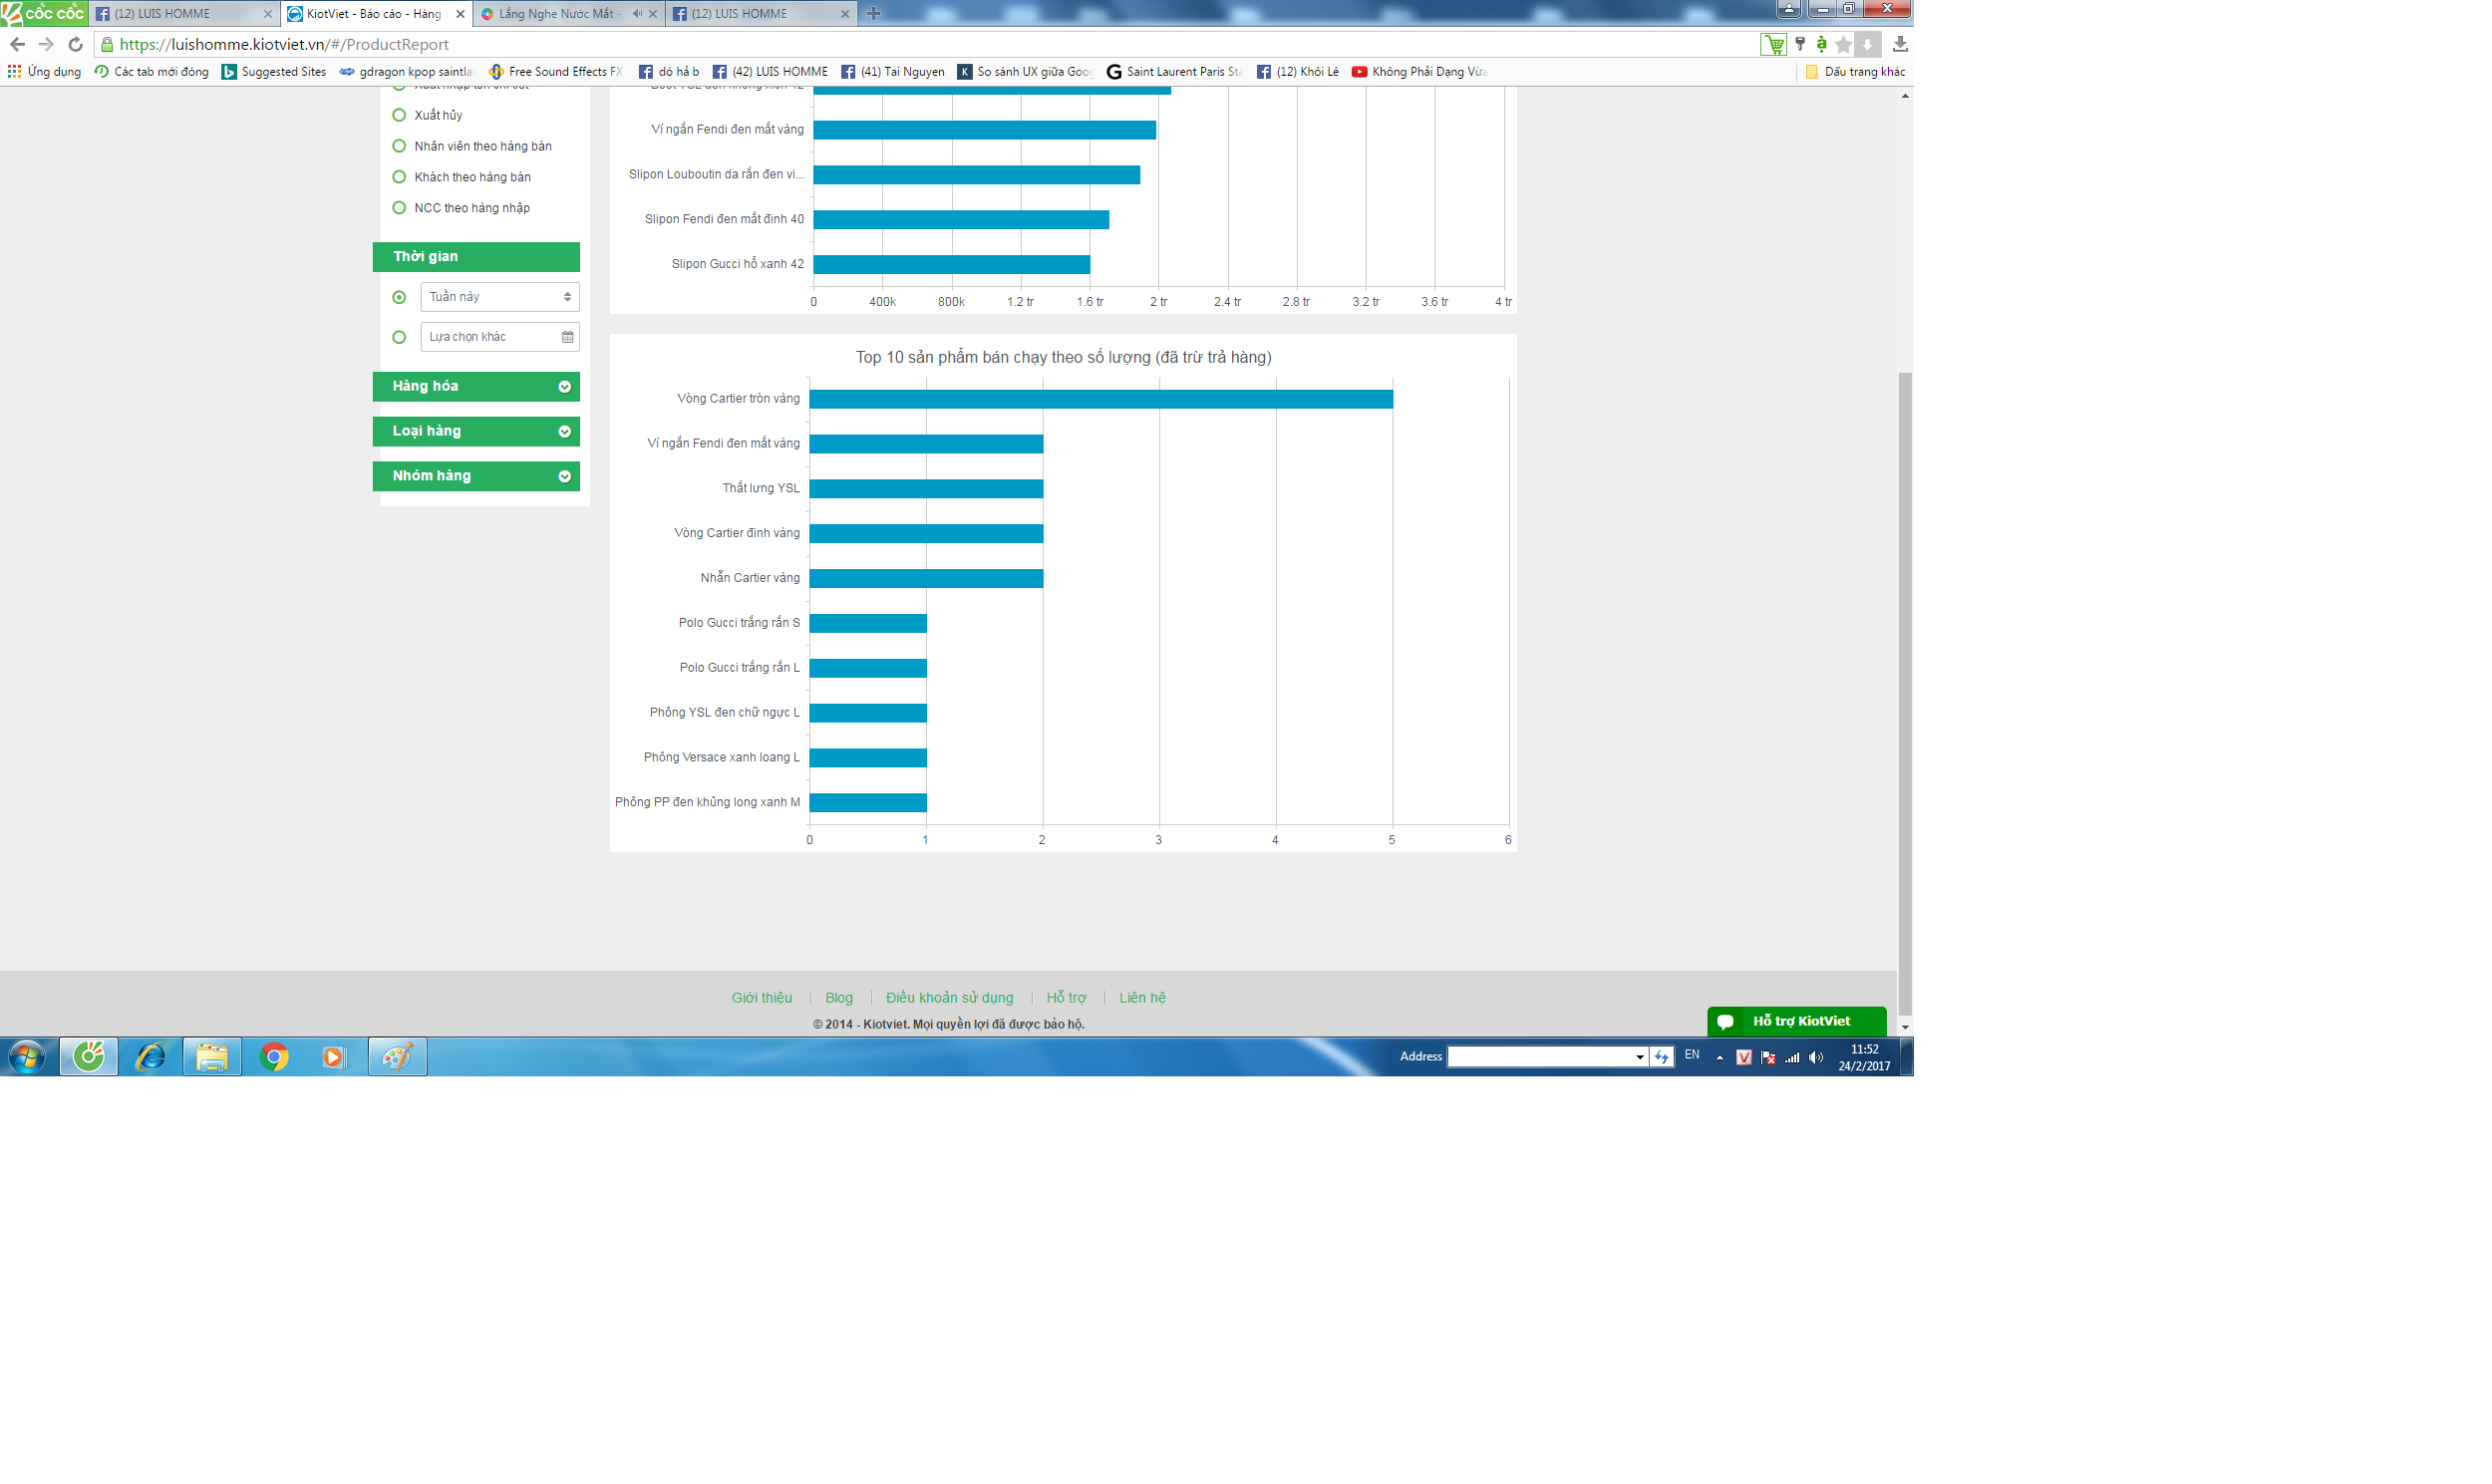 cốc cốc (12) LUIS HOMME KiotViet - Báo cáo - Hàng Lắng Nghe Nước Mắt - (12) LUIS HOMME
https://luishomme.kiotviet.vn/#/ProductReport
Ứng dụng Các tab mới đóng Suggested Sites gdragon kpop saintla Free Sound Effects FX dó hả b (42) LUIS HOMME (41) Tai Nguyen So sánh UX giữa Goog Saint Laurent Paris Sta (12) Khôi Lê Không Phải Dạng Vừa Dấu trang khác
Xuất hủy
Nhân viên theo hàng bán
Khách theo hàng bán
NCC theo hàng nhập
Thời gian
Tuần này
Lựa chọn khác
Hàng hóa
Loại hàng
Nhóm hàng
Ví ngắn Fendi đen mắt vàng
Slipon Louboutin da rắn đen vi...
Slipon Fendi đen mắt đinh 40
Slipon Gucci hổ xanh 42
0 400k 800k 1.2 tr 1.6 tr 2 tr 2.4 tr 2.8 tr 3.2 tr 3.6 tr 4 tr
Top 10 sản phẩm bán chạy theo số lượng (đã trừ trả hàng)
Vòng Cartier tròn vàng
Ví ngắn Fendi đen mắt vàng
Thắt lưng YSL
Vòng Cartier đinh vàng
Nhẫn Cartier vàng
Polo Gucci trắng rắn S
Polo Gucci trắng rắn L
Phông YSL đen chữ ngực L
Phông Versace xanh loang L
Phông PP đen khủng long xanh M
0 1 2 3 4 5 6
Giới thiệu Blog Điều khoản sử dụng Hỗ trợ Liên hệ
© 2014 - Kiotviet. Mọi quyền lợi đã được bảo hộ.
Hỗ trợ KiotViet
Address EN 11:52
24/2/2017